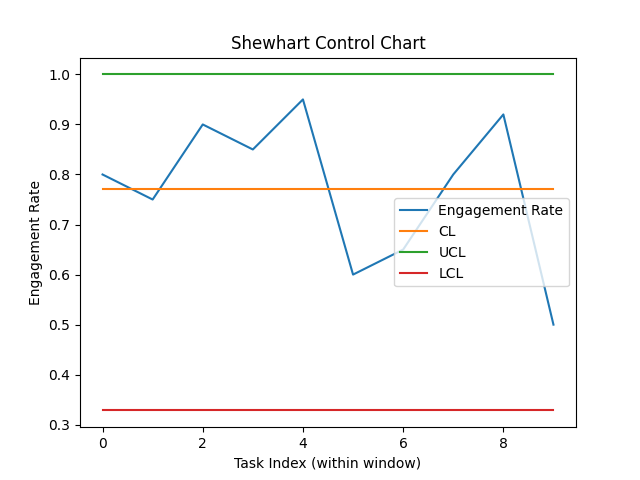 Shewhart Control Chart
1.0
0.9
0.8
0.7
0.6
0.5
0.4
0.3
Engagement Rate
Engagement Rate
CL
UCL
LCL
0 2 4 6 8
Task Index (within window)